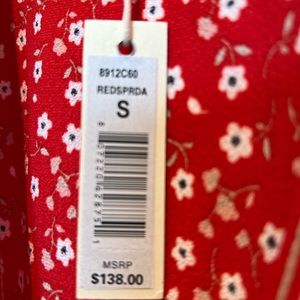 8912C60
REDSPRDA
S
MSRP
$138.00